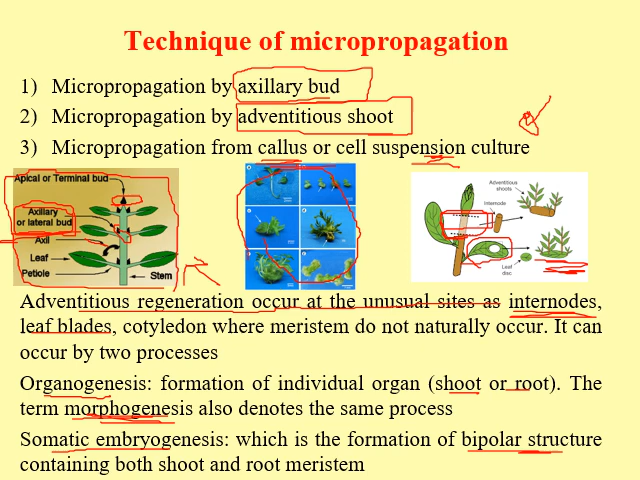 Technique of micropropagation
1) Micropropagation by axillary bud
2) Micropropagation by adventitious shoot
3) Micropropagation from callus or cell suspension culture
Apical or Terminal bud
Axillary
or lateral bud
Axil
Leaf
Petiole
Stem
Adventitious
shoots
Internode
Leaf
disc
Adventitious regeneration occur at the unusual sites as internodes,
leaf blades, cotyledon where meristem do not naturally occur. It can
occur by two processes
Organogenesis: formation of individual organ (shoot or root). The
term morphogenesis also denotes the same process
Somatic embryogenesis: which is the formation of bipolar structure
containing both shoot and root meristem